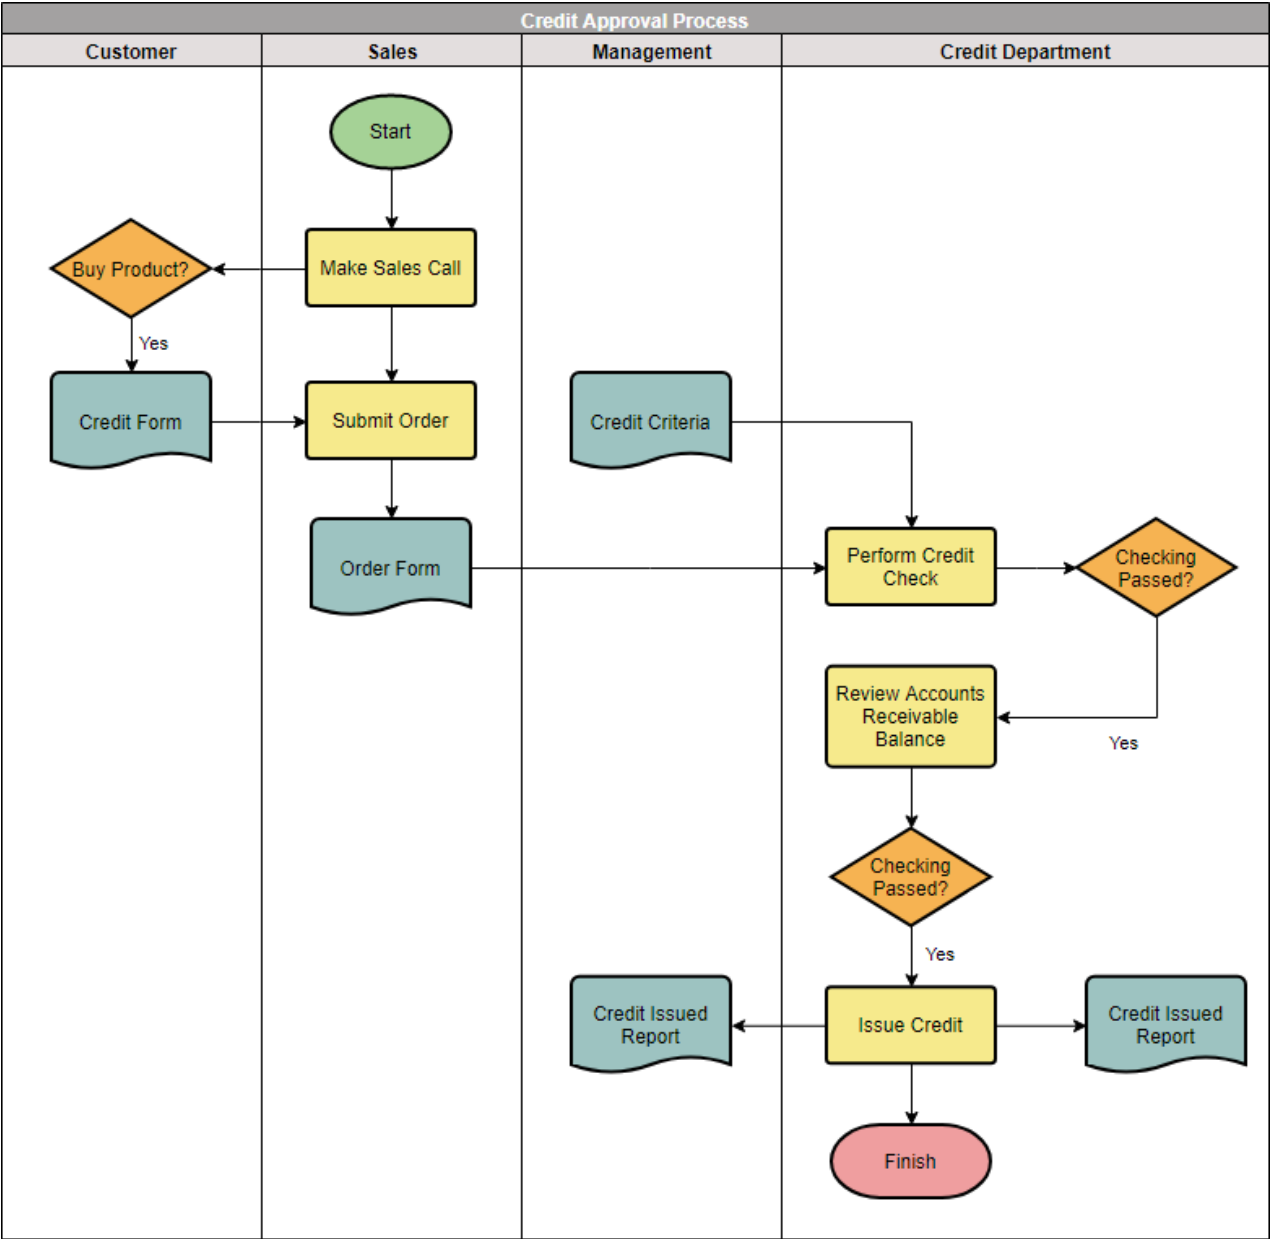 Credit Approval Process
Customer
Sales
Management
Credit Department
Start
Buy Product?
Make Sales Call
Yes
Credit Form
Submit Order
Credit Criteria
Order Form
Perform Credit
Check
Checking
Passed?
Review Accounts
Receivable
Balance
Yes
Checking
Passed?
Yes
Credit Issued
Report
Issue Credit
Credit Issued
Report
Finish